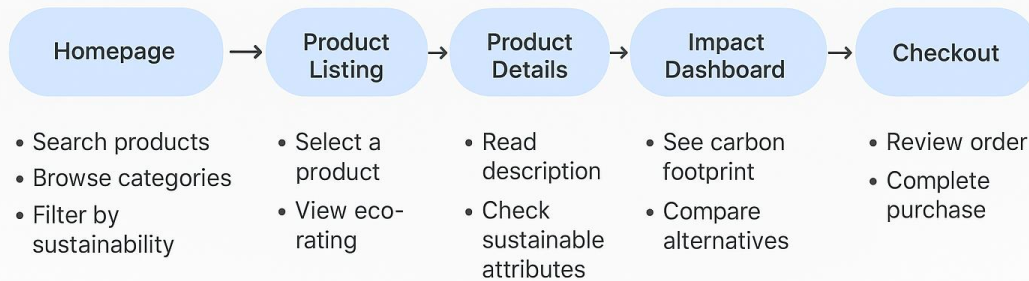 Homepage
Product
Listing
Product
Details
Impact
Dashboard
Checkout
• Search products
• Browse categories
• Filter by
sustainability
• Select a
product
• View eco-
rating
• Read
description
• Check
sustainable
attributes
• See carbon
footprint
• Compare
alternatives
• Review order
• Complete
purchase